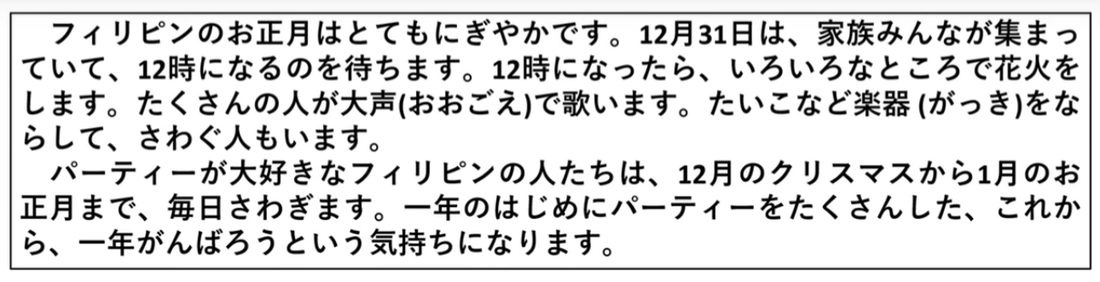 フィリピンのお正月はとてもにぎやかです。12月31日は、家族みんなが集まっ
ていて、12時になるのを待ちます。12時になったら、いろいろなところで花火を
します。たくさんの人が大声(おおごえ)で歌います。たいこなど楽器 (がっき)をな
らして、さわぐ人もいます。
パーティーが大好きなフィリピンの人たちは、12月のクリスマスから1月のお
正月まで、毎日さわぎます。一年のはじめにパーティーをたくさんした、これか
ら、一年がんばろうという気持ちになります。